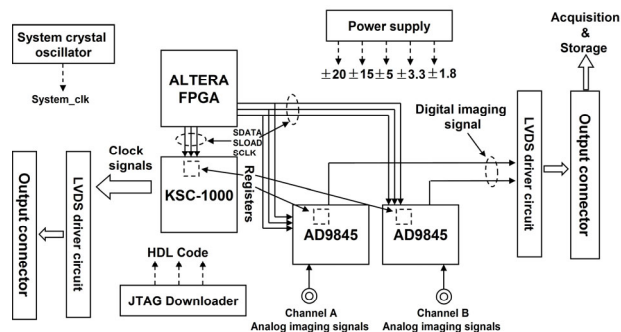 System crystal
oscillator
System_clk
ALTERA
FPGA
Power supply
±20 ±15 ±5 ±3.3 ±1.8
Acquisition
&
Storage
SDATA
SLOAD
SCLK
Digital imaging
signal
Clock
signals
KSC-1000
Registers
AD9845
AD9845
LVDS driver circuit
Output connector
LVDS driver circuit
Output connector
HDL Code
JTAG Downloader
Channel A
Analog imaging signals
Channel B
Analog imaging signals